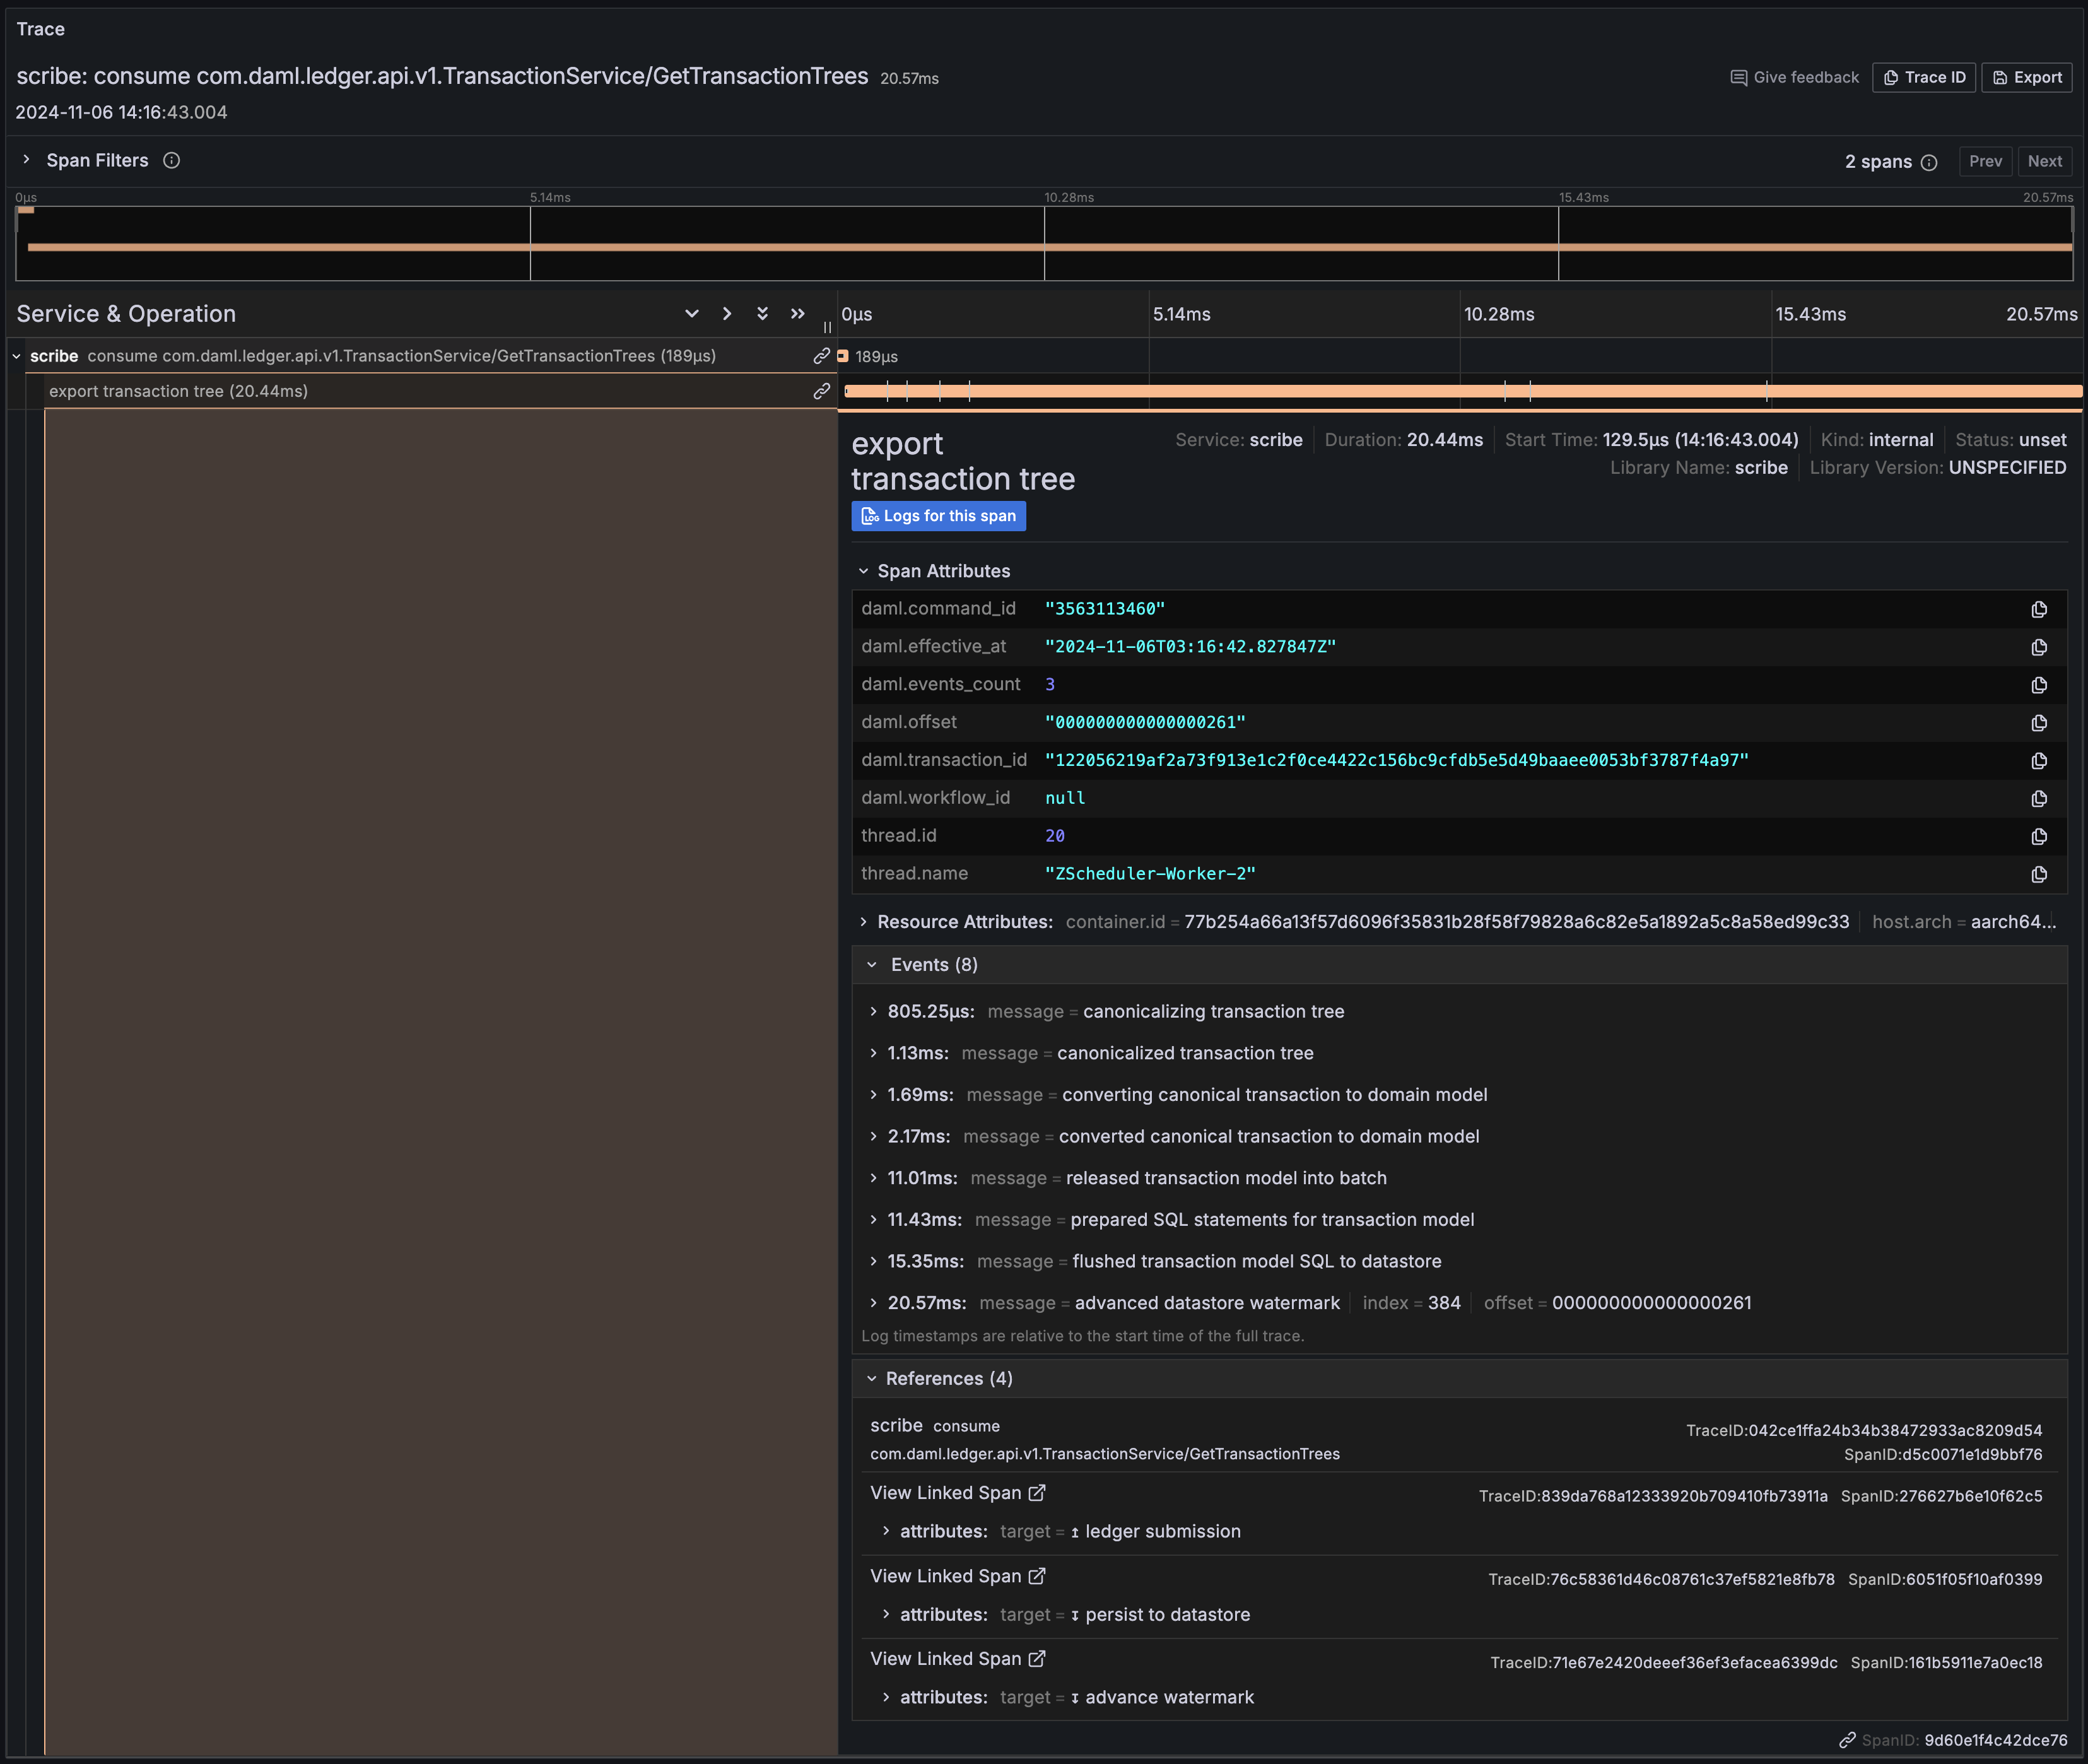 Trace
scribe: consume com.daml.ledger.api.v1.TransactionService/GetTransactionTrees 20.57ms
Give feedback Trace ID Export
2024-11-06 14:16:43.004
Span Filters
2 spans Prev Next
0μs 5.14ms 10.28ms 15.43ms 20.57ms
Service & Operation
0μs 5.14ms 10.28ms 15.43ms 20.57ms
scribe consume com.daml.ledger.api.v1.TransactionService/GetTransactionTrees (189μs) 189μs
export transaction tree (20.44ms)
export
transaction tree
Service: scribe Duration: 20.44ms Start Time: 129.5μs (14:16:43.004) Kind: internal Status: unset
Library Name: scribe Library Version: UNSPECIFIED
LOG Logs for this span
Span Attributes
daml.command_id "3563113460"
daml.effective_at "2024-11-06T03:16:42.827847Z"
daml.events_count 3
daml.offset "000000000000000261"
daml.transaction_id "122056219af2a73f913e1c2f0ce4422c156bc9cfdb5e5d49baaee0053bf3787f4a97"
daml.workflow_id null
thread.id 20
thread.name "ZScheduler-Worker-2"
Resource Attributes: container.id = 77b254a66a13f57d6096f35831b28f58f79828a6c82e5a1892a5c8a58ed99c33 host.arch = aarch64...
Events (8)
805.25μs: message = canonicalizing transaction tree
1.13ms: message = canonicalized transaction tree
1.69ms: message = converting canonical transaction to domain model
2.17ms: message = converted canonical transaction to domain model
11.01ms: message = released transaction model into batch
11.43ms: message = prepared SQL statements for transaction model
15.35ms: message = flushed transaction model SQL to datastore
20.57ms: message = advanced datastore watermark index = 384 offset = 000000000000000261
Log timestamps are relative to the start time of the full trace.
References (4)
scribe consume
com.daml.ledger.api.v1.TransactionService/GetTransactionTrees
TraceID:042ce1ffa24b34b38472933ac8209d54
SpanID:d5c0071e1d9bbf76
View Linked Span TraceID:839da768a12333920b709410fb73911a SpanID:276627b6e10f62c5
attributes: target = ↥ ledger submission
View Linked Span TraceID:76c58361d46c08761c37ef5821e8fb78 SpanID:6051f05f10af0399
attributes: target = ↧ persist to datastore
View Linked Span TraceID:71e67e2420deeef36ef3efacea6399dc SpanID:161b5911e7a0ec18
attributes: target = ↧ advance watermark
SpanID: 9d60e1f4c42dce76